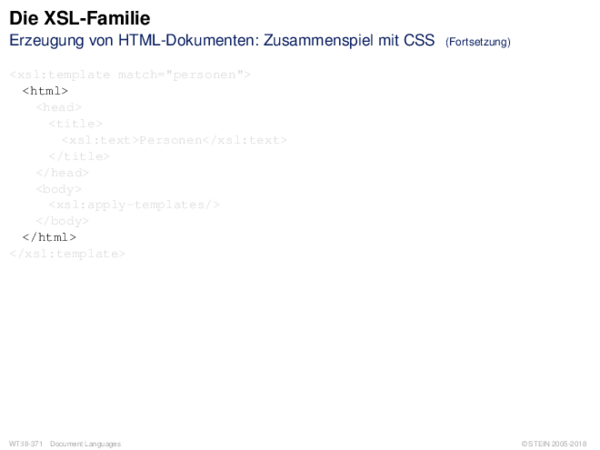 Die XSL-Familie
Erzeugung von HTML-Dokumenten: Zusammenspiel mit CSS (Fortsetzung)
<xsl:template match="personen">
<html>
<head>
<title>
<xsl:text>Personen</xsl:text>
</title>
</head>
<body>
<xsl:apply-templates/>
</body>
</html>
</xsl:template>
WT:III-371 Document Languages
© STEIN 2005-2018